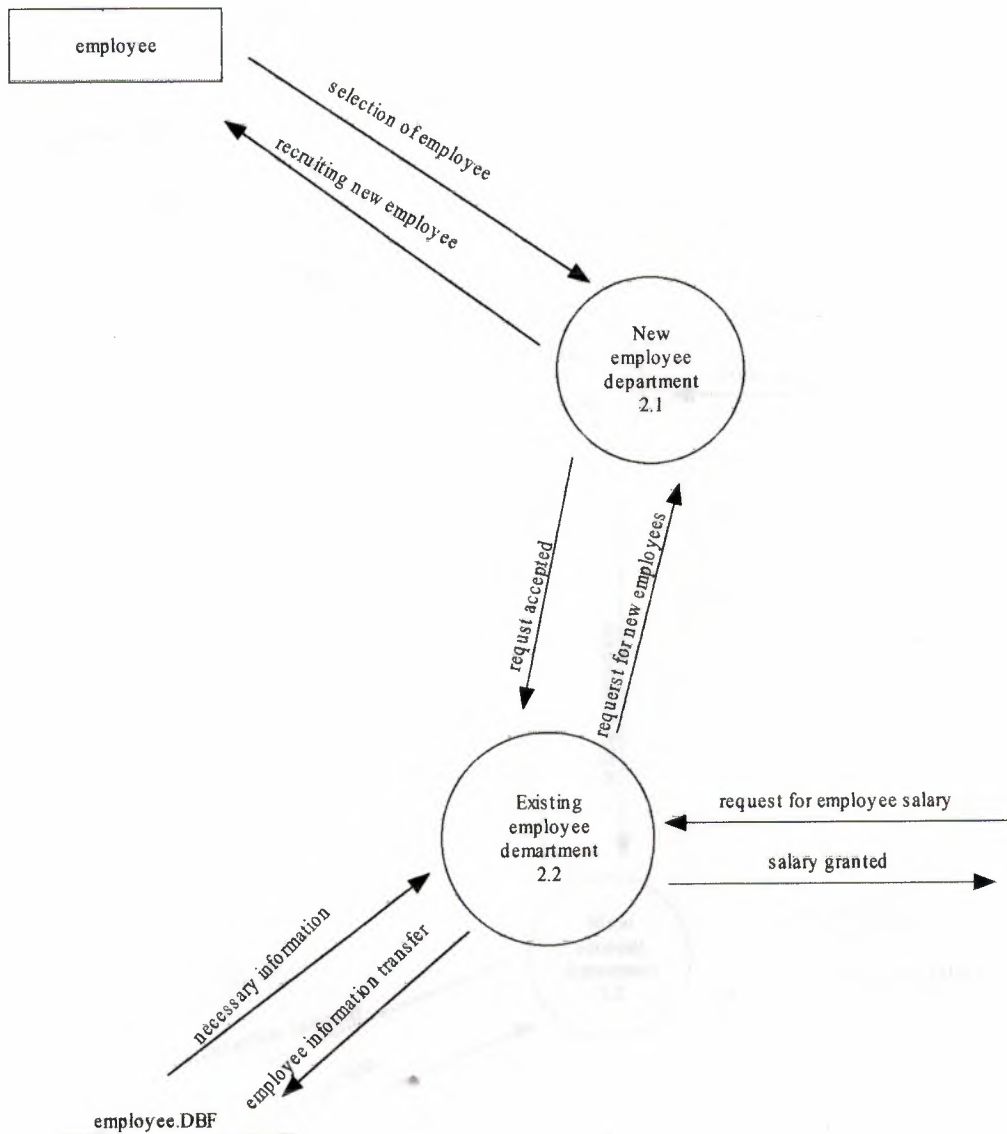 employee
selection of employee
recruiting new employee
New
employee
department
2.1
requst accepted
requerst for new employees
Existing
employee
demartment
2.2
request for employee salary
salary granted
necessary information
employee information transfer
employee.DBF